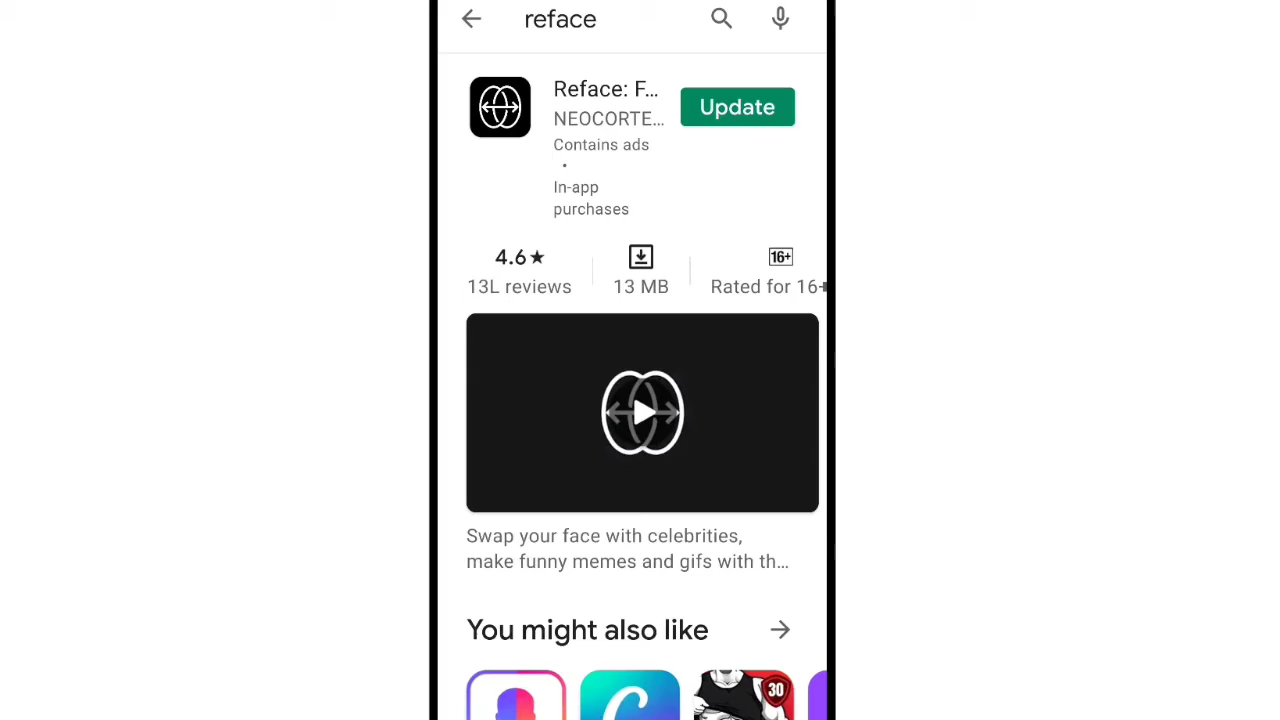 reface
Reface: F...
Update
NEOCORTE...
Contains ads
•
In-app
purchases
4.6★
16+
13L reviews
13 MB
Rated for 16+
Swap your face with celebrities,
make funny memes and gifs with th...
You might also like
30